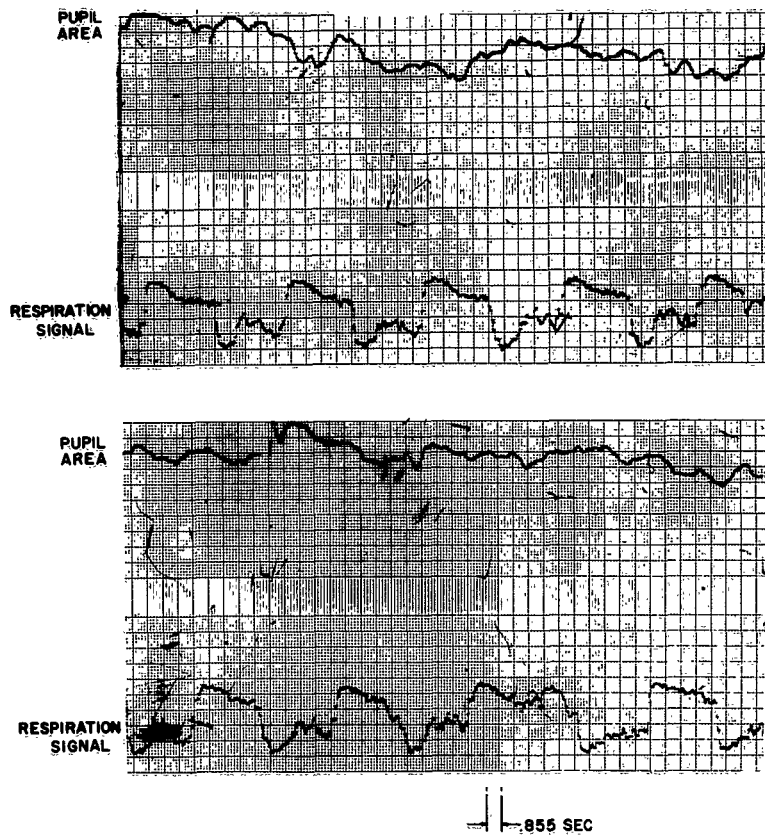 PUPIL
AREA
RESPIRATION
SIGNAL
PUPIL
AREA
RESPIRATION
SIGNAL
.855 SEC